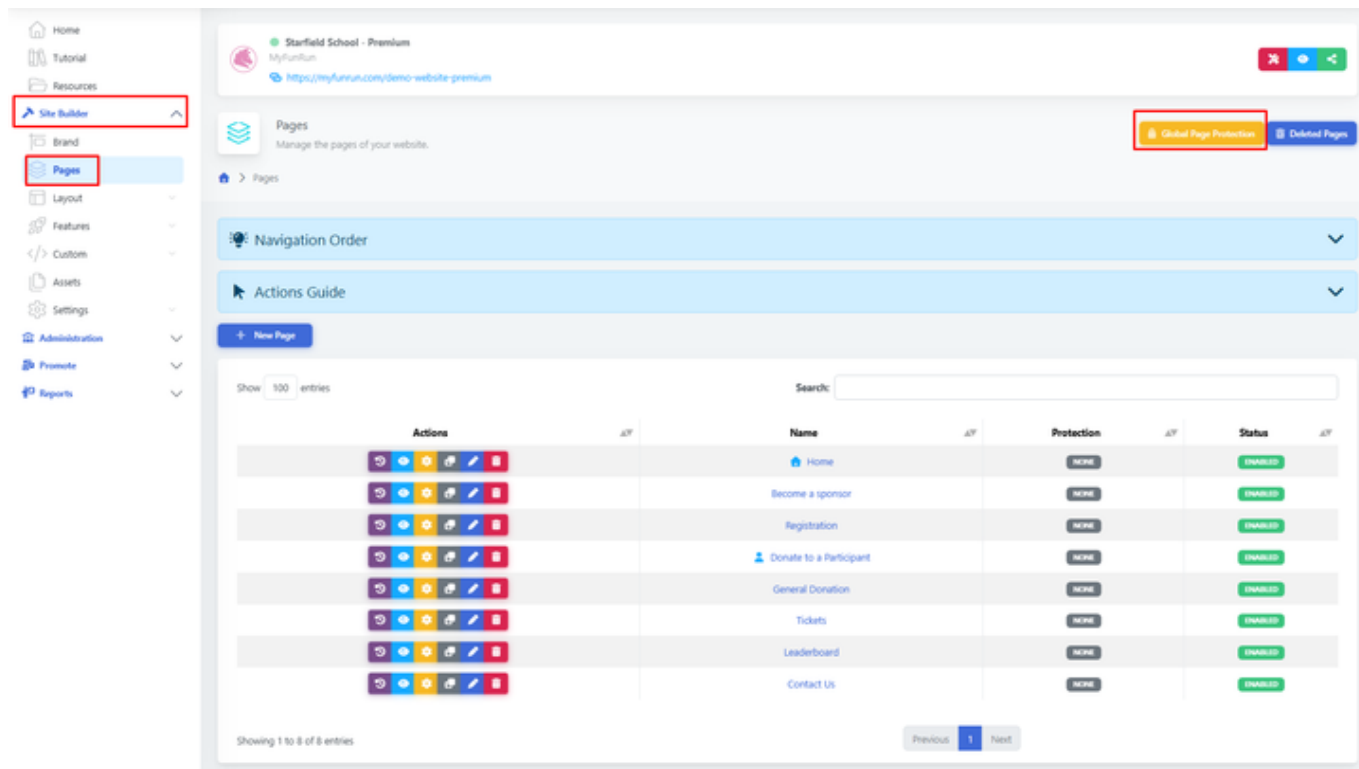 Home
Tutorial
Resources
Site Builder
Brand
Pages
Layout
Features
Custom
Assets
Settings
Administration
Promote
Reports
Starfield School - Premium
MyFunRun
https://myfunrun.com/demo-website-premium
Pages
Manage the pages of your website.
Global Page Protection
Deleted Pages
> Pages
Navigation Order
Actions Guide
+ New Page
Show 100 entries Search:
Actions Name Protection Status
Home NONE ENABLED
Become a sponsor NONE ENABLED
Registration NONE ENABLED
Donate to a Participant NONE ENABLED
General Donation NONE ENABLED
Tickets NONE ENABLED
Leaderboard NONE ENABLED
Contact Us NONE ENABLED
Showing 1 to 8 of 8 entries Previous 1 Next